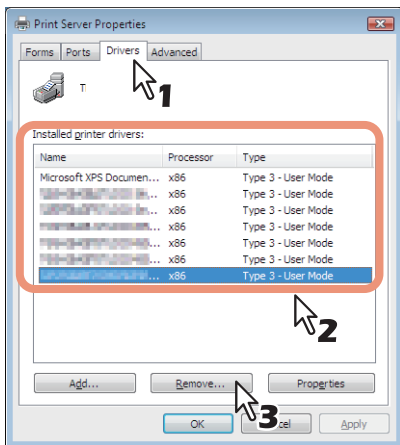 Print Server Properties
Forms Ports Drivers Advanced
1
T
Installed printer drivers:
Name Processor Type
Microsoft XPS Documen... x86 Type 3 - User Mode
... x86 Type 3 - User Mode
... x86 Type 3 - User Mode
... x86 Type 3 - User Mode
... x86 Type 3 - User Mode
... x86 Type 3 - User Mode
... x86 Type 3 - User Mode
2
Add... Remove... Properties
3
OK cel Apply